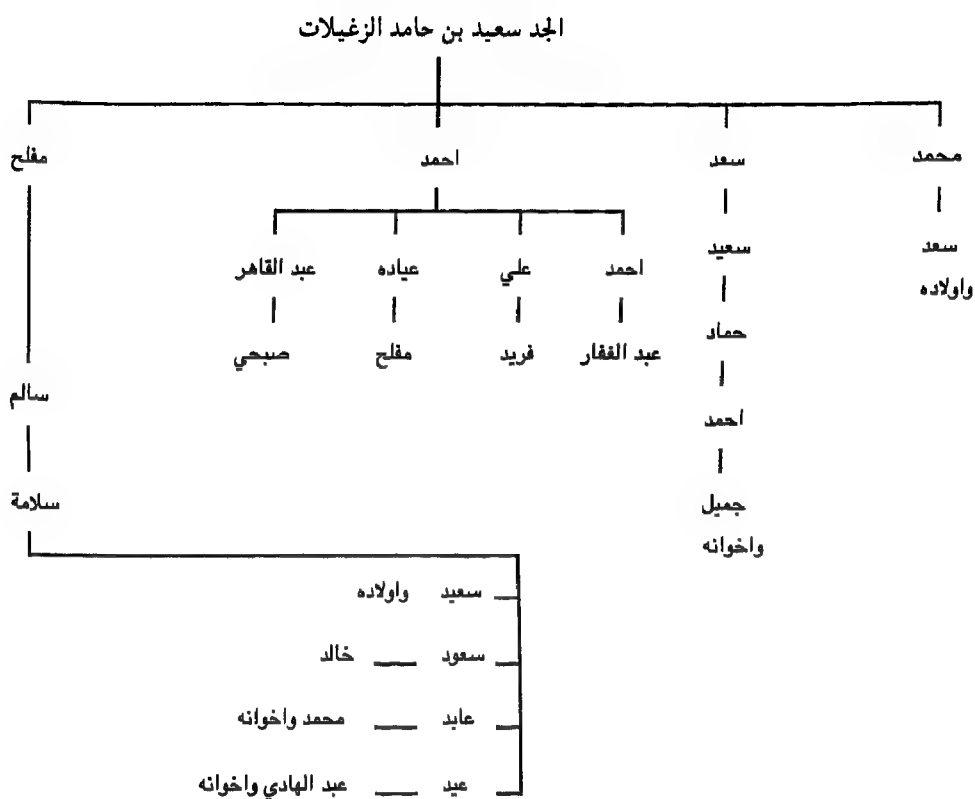 الجد سعيد بن حامد الزغيلات
محمد سعد احمد مفلح
سعد سعيد
احمد علي عياده عبد القاهر
واولاده
حماد
عبد الغفار فريد مفلح صبحي
سالم
احمد
جميل سلامة
واخوانه
سعيد واولاده
سعود خالد
عابد محمد واخوانه
عيد عبد الهادي واخوانه